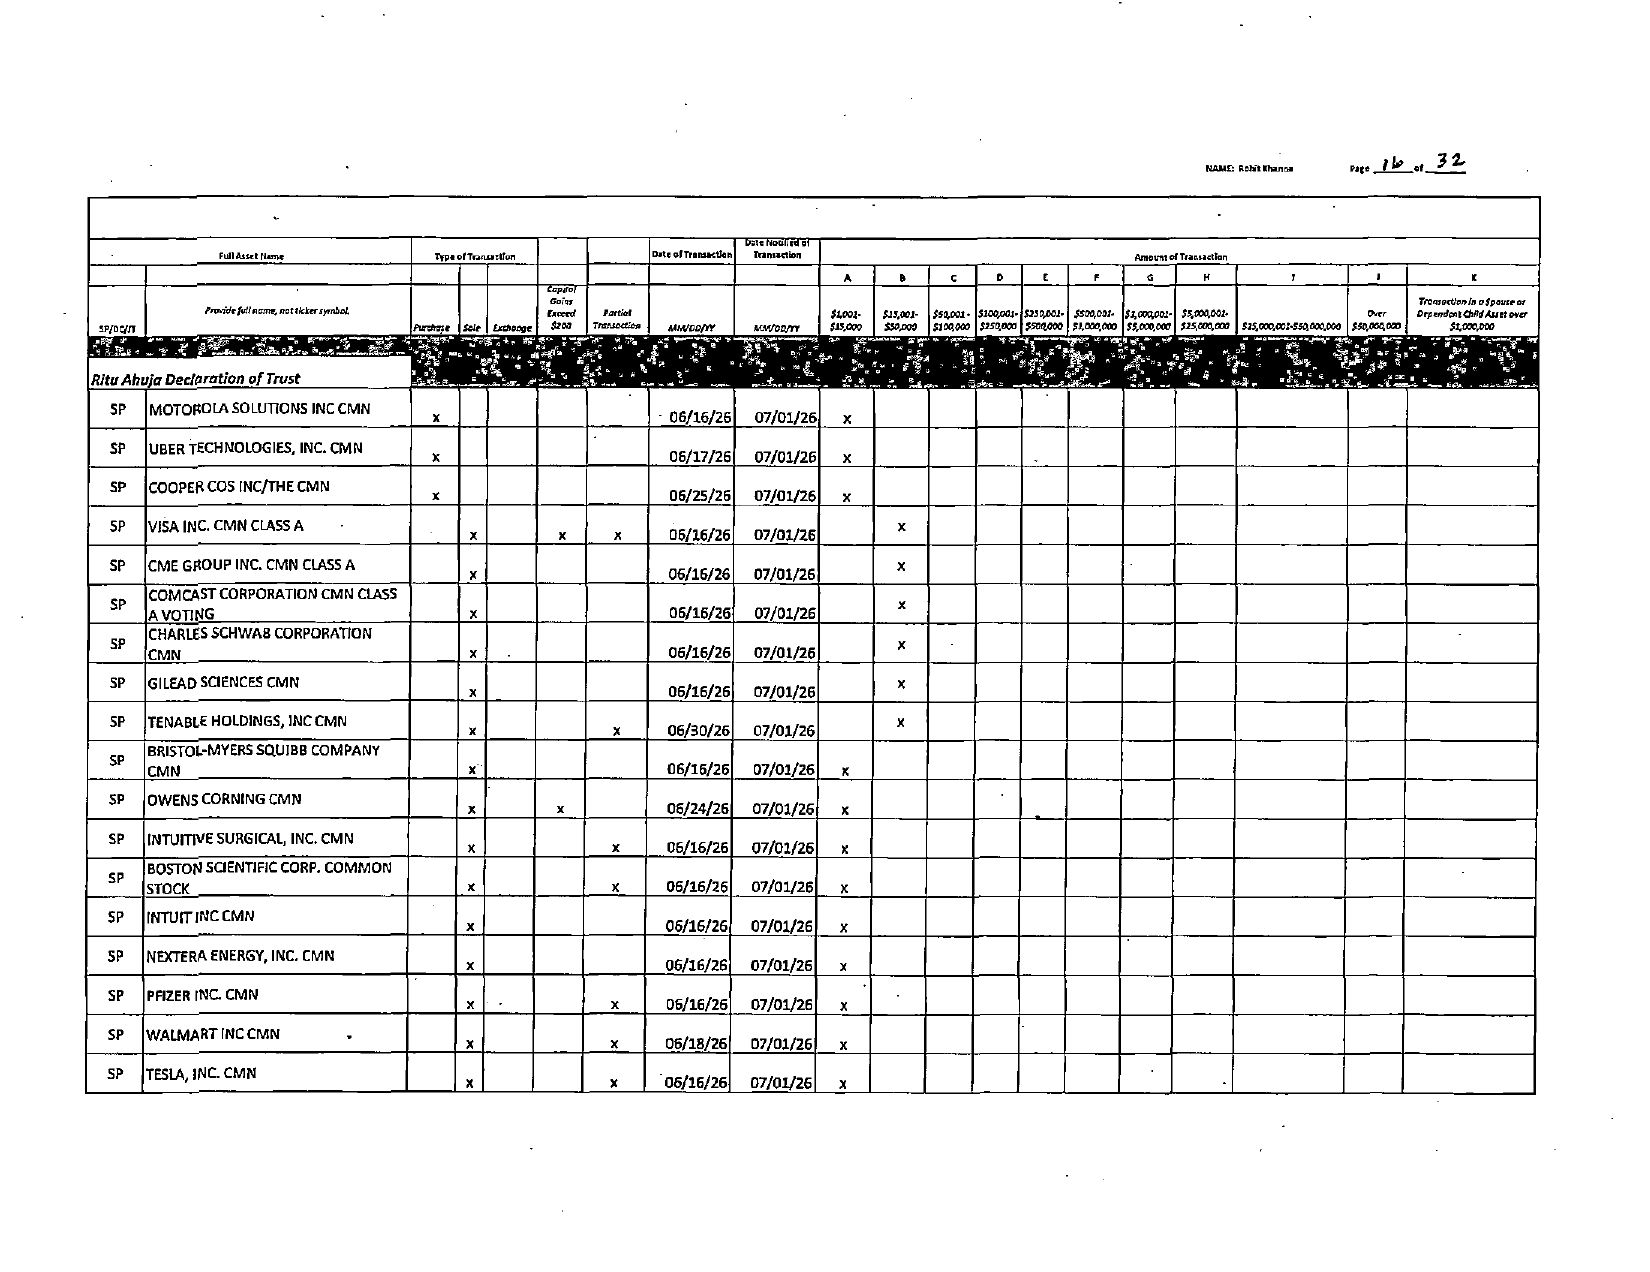 NAME: Rohit Khanna Page 16 of 32
Full Asset Name Type of Transaction Date of Transaction Date Notified of Transaction Amount of Transaction
A B C D E F G H I J K
SP/DC/JT Provide full name, not ticker symbol. Purchase Sale Exchange Capital Gains Exceed $200 Partial Transaction MM/DD/YY MM/DD/YY $1,001-$15,000 $15,001-$50,000 $50,001-$100,000 $100,001-$250,000 $250,001-$500,000 $500,001-$1,000,000 $1,000,001-$5,000,000 $5,000,001-$25,000,000 $25,000,001-$50,000,000 Over $50,000,000 Transaction in a Spouse or Dependent Child Asset over $1,000,000
Ritu Ahuja Declaration of Trust
SP MOTOROLA SOLUTIONS INC CMN x 06/16/26 07/01/26 x
SP UBER TECHNOLOGIES, INC. CMN x 06/17/26 07/01/26 x
SP COOPER COS INC/THE CMN x 06/25/26 07/01/26 x
SP VISA INC. CMN CLASS A x x x 06/16/26 07/01/26 x
SP CME GROUP INC. CMN CLASS A x 06/16/26 07/01/26 x
SP COMCAST CORPORATION CMN CLASS
A VOTING x 06/16/26 07/01/26 x
SP CHARLES SCHWAB CORPORATION
CMN x 06/16/26 07/01/26 x
SP GILEAD SCIENCES CMN x 06/16/26 07/01/26 x
SP TENABLE HOLDINGS, INC CMN x x 06/30/26 07/01/26 x
SP BRISTOL-MYERS SQUIBB COMPANY
CMN x 06/16/26 07/01/26 x
SP OWENS CORNING CMN x x 06/24/26 07/01/26 x
SP INTUITIVE SURGICAL, INC. CMN x x 06/16/26 07/01/26 x
SP BOSTON SCIENTIFIC CORP. COMMON
STOCK x x 06/16/26 07/01/26 x
SP INTUIT INC CMN x 06/16/26 07/01/26 x
SP NEXTERA ENERGY, INC. CMN x 06/16/26 07/01/26 x
SP PFIZER INC. CMN x x 06/16/26 07/01/26 x
SP WALMART INC CMN x x 06/18/26 07/01/26 x
SP TESLA, INC. CMN x x 06/16/26 07/01/26 x